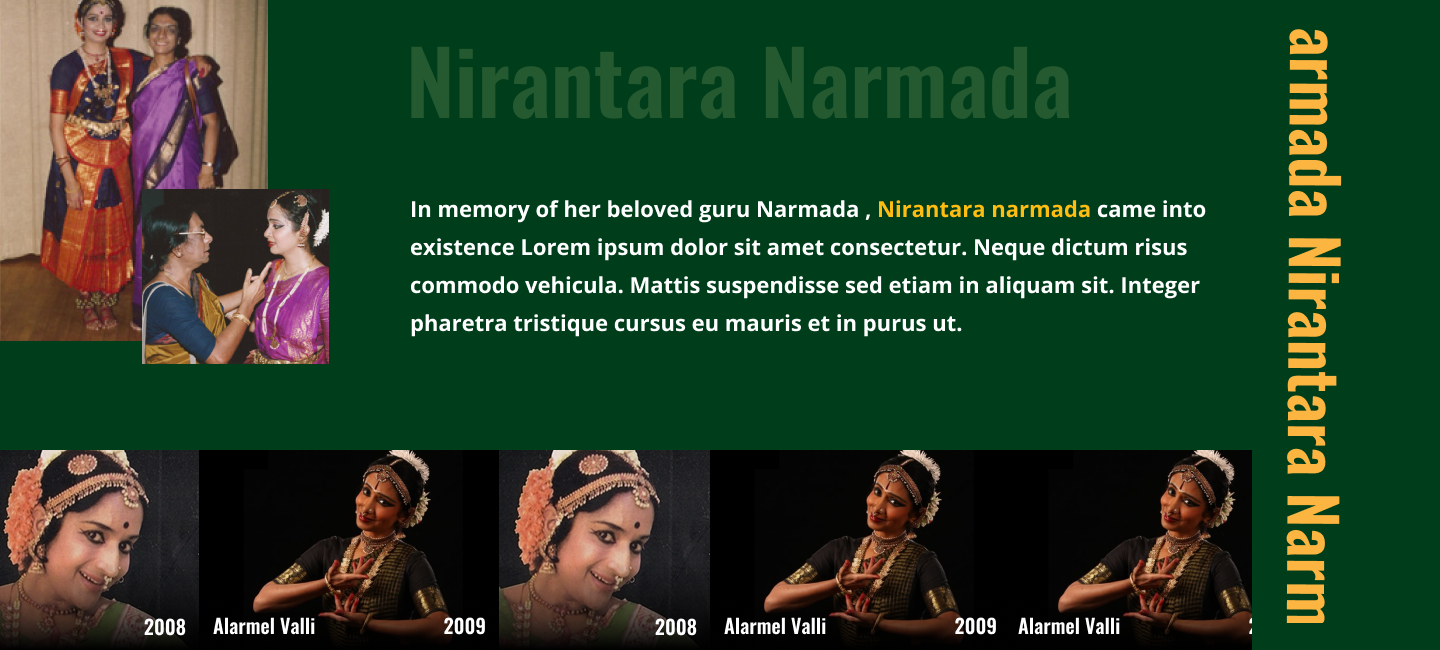 Nirantara Narmada
In memory of her beloved guru Narmada , Nirantara narmada came into
existence Lorem ipsum dolor sit amet consectetur. Neque dictum risus
commodo vehicula. Mattis suspendisse sed etiam in aliquam sit. Integer
pharetra tristique cursus eu mauris et in purus ut.
armada Nirantara Narm
2008
Alarmel Valli 2009
2008
Alarmel Valli 2009
Alarmel Valli